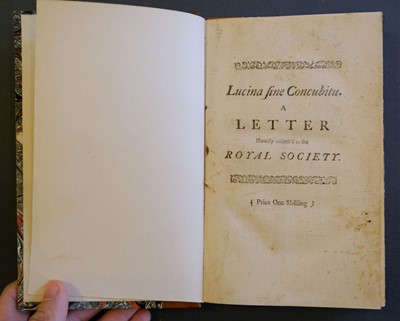 Lucina ſine Concubitu.
A
LETTER
Humbly addreſs'd to the
ROYAL SOCIETY.
( Price One Shilling )